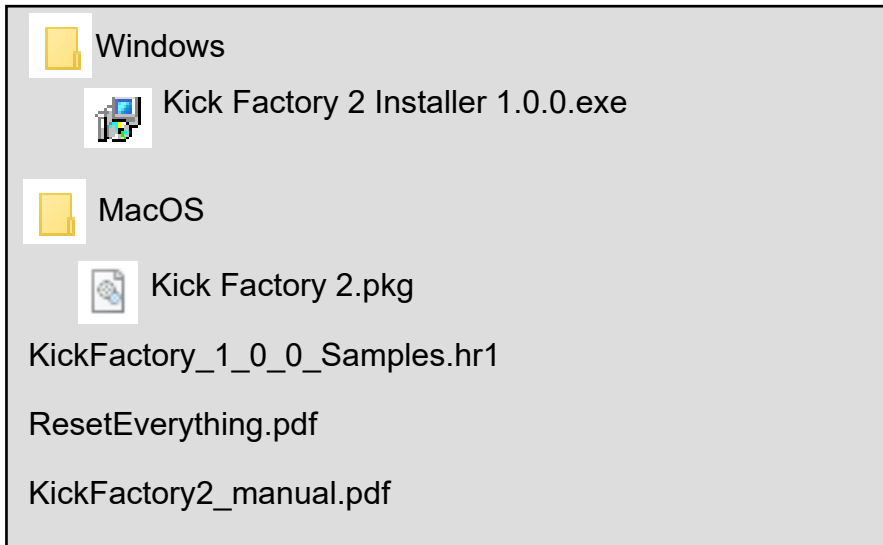 Windows
Kick Factory 2 Installer 1.0.0.exe
MacOS
Kick Factory 2.pkg
KickFactory_1_0_0_Samples.hr1
ResetEverything.pdf
KickFactory2_manual.pdf